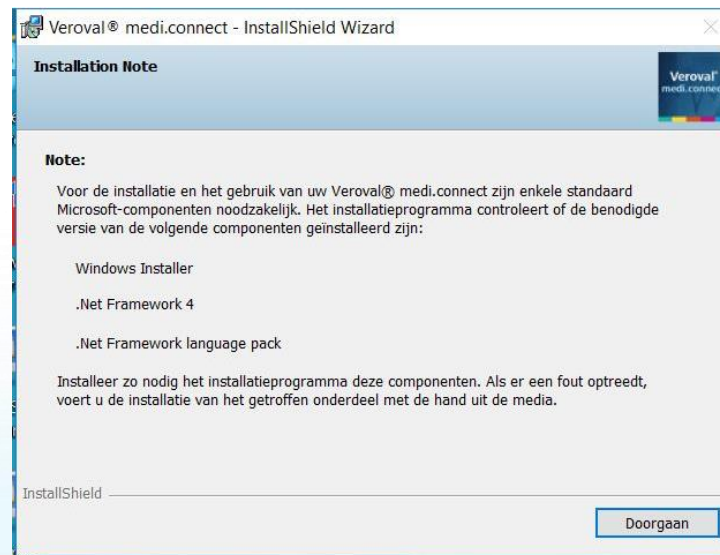 Veroval® medi.connect - InstallShield Wizard
Installation Note
Veroval®
medi.connect
Note:
Voor de installatie en het gebruik van uw Veroval® medi.connect zijn enkele standaard
Microsoft-componenten noodzakelijk. Het installatieprogramma controleert of de benodigde
versie van de volgende componenten geïnstalleerd zijn:
Windows Installer
.Net Framework 4
.Net Framework language pack
Installeer zo nodig het installatieprogramma deze componenten. Als er een fout optreedt,
voert u de installatie van het getroffen onderdeel met de hand uit de media.
InstallShield
Doorgaan